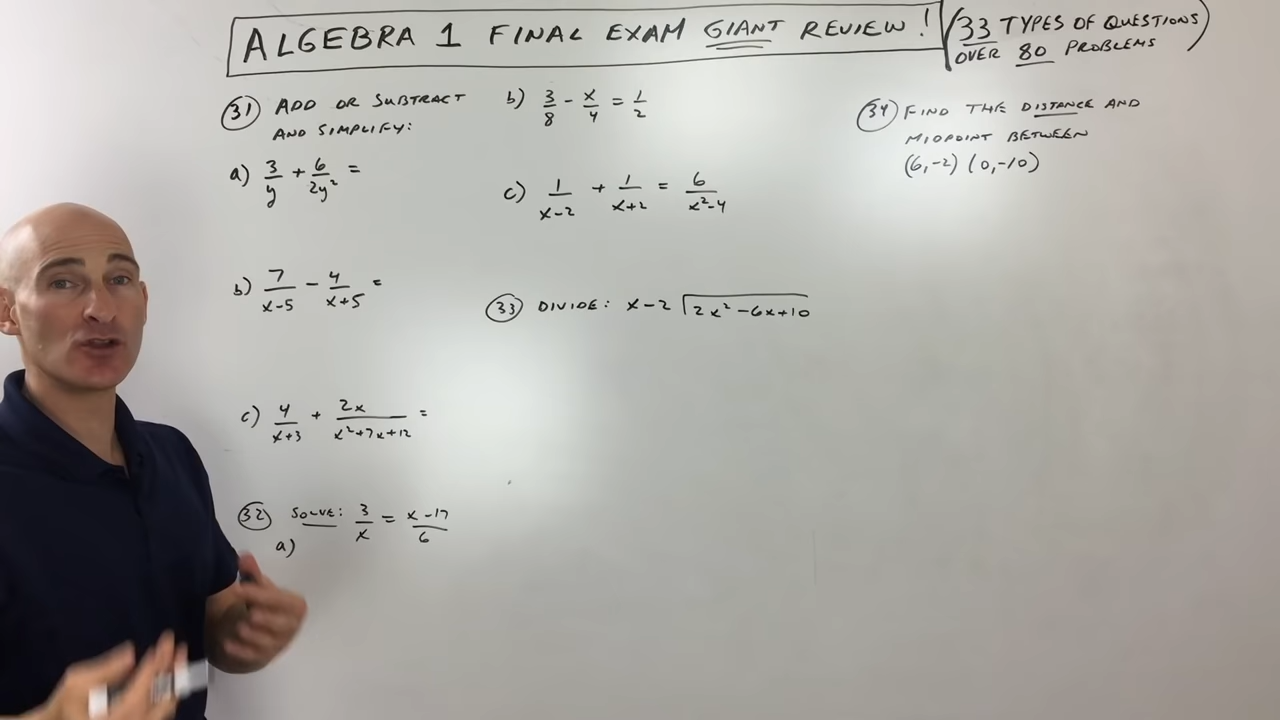 ALGEBRA 1 FINAL EXAM GIANT REVIEW!
(33 TYPES OF QUESTIONS
OVER 80 PROBLEMS)
31 ADD OR SUBTRACT
AND SIMPLIFY:
a) 3/y + 6/2y² =
b) 7/x-5 - 4/x+5 =
c) 4/x+3 + 2x/x²+7x+12 =
32 SOLVE: 3/x = x-17/6
a)
b) 3/8 - x/4 = 1/2
c) 1/x-2 + 1/x+2 = 6/x²-4
33 DIVIDE: x-2 √2x²-6x+10
34 FIND THE DISTANCE AND
MIDPOINT BETWEEN
(6,-2) (0,-10)